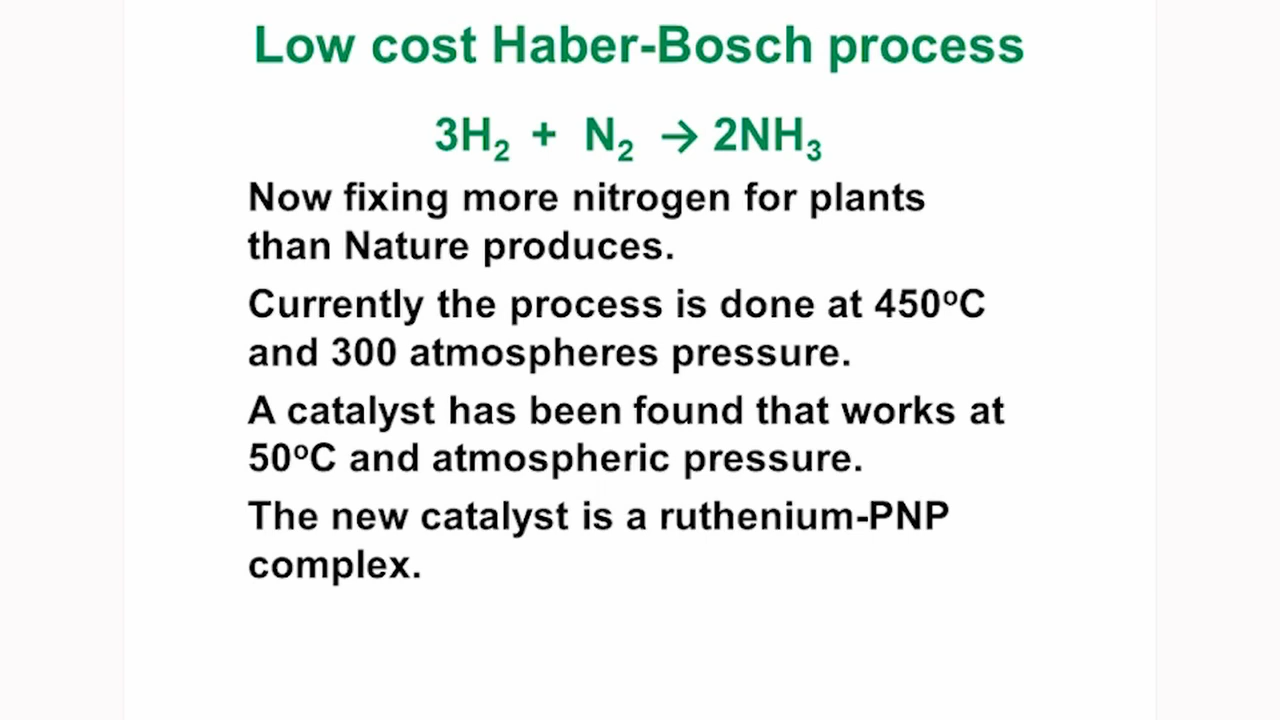 Low cost Haber-Bosch process
3H₂ + N₂ → 2NH₃
Now fixing more nitrogen for plants
than Nature produces.
Currently the process is done at 450ºC
and 300 atmospheres pressure.
A catalyst has been found that works at
50ºC and atmospheric pressure.
The new catalyst is a ruthenium-PNP
complex.